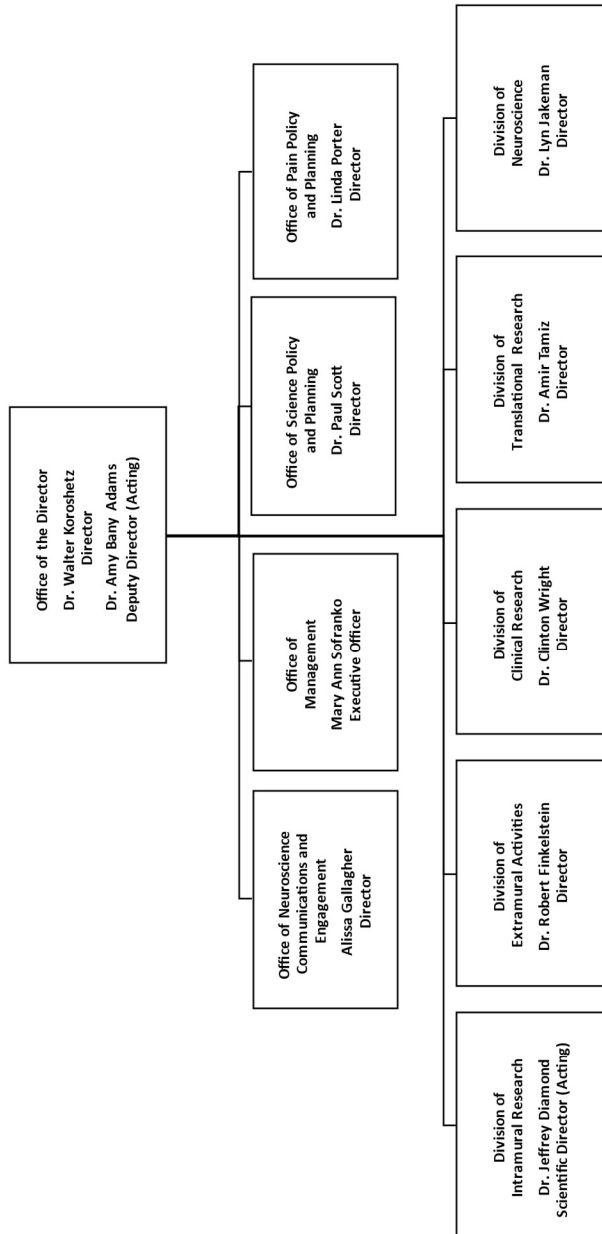 Office of the Director
Dr. Walter Koroshetz
Director
Dr. Amy Bany Adams
Deputy Director (Acting)
Office of Neuroscience
Communications and
Engagement
Alissa Gallagher
Director
Office of
Management
Mary Ann Sofranko
Executive Officer
Office of Science Policy
and Planning
Dr. Paul Scott
Director
Office of Pain Policy
and Planning
Dr. Linda Porter
Director
Division of
Intramural Research
Dr. Jeffrey Diamond
Scientific Director (Acting)
Division of
Extramural Activities
Dr. Robert Finkelstein
Director
Division of
Clinical Research
Dr. Clinton Wright
Director
Division of
Translational Research
Dr. Amir Tamiz
Director
Division of
Neuroscience
Dr. Lyn Jakeman
Director